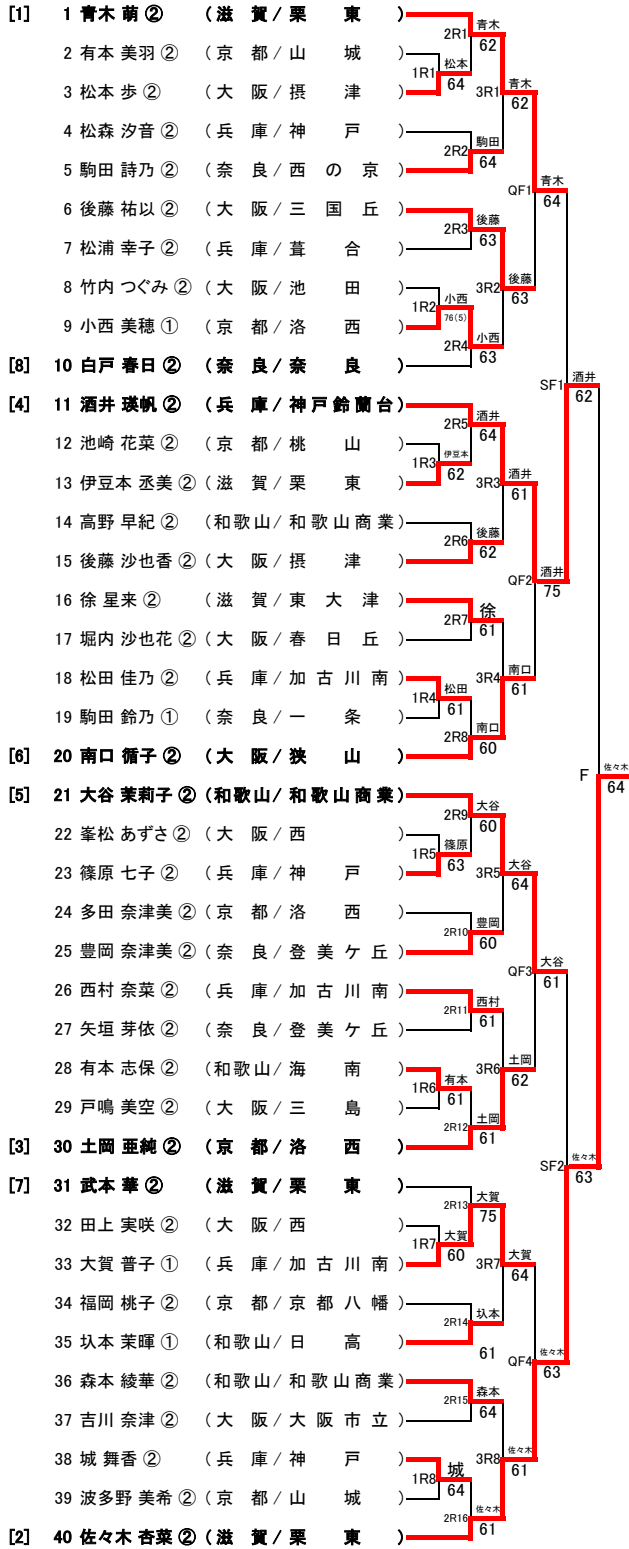 [1] 1 青木 萌 ② (滋 賀/栗 東)
2 有本 美羽 ② (京 都/山 城)
3 松本 歩 ② (大 阪/摂 津)
4 松森 汐音 ② (兵 庫/神 戸)
5 駒田 詩乃 ② (奈 良/西 の 京)
6 後藤 祐以 ② (大 阪/三 国 丘)
7 松浦 幸子 ② (兵 庫/葺 合)
8 竹内 つぐみ ② (大 阪/池 田)
9 小西 美穂 ① (京 都/洛 西)
[8] 10 白戸 春日 ② (奈 良/奈 良)
[4] 11 酒井 瑛帆 ② (兵 庫/神戸鈴蘭台)
12 池崎 花菜 ② (京 都/桃 山)
13 伊豆本 丞美 ② (滋 賀/栗 東)
14 高野 早紀 ② (和歌山/和歌山商業)
15 後藤 沙也香 ② (大 阪/摂 津)
16 徐 星来 ② (滋 賀/東 大 津)
17 堀内 沙也花 ② (大 阪/春 日 丘)
18 松田 佳乃 ② (兵 庫/加 古 川 南)
19 駒田 鈴乃 ① (奈 良/一 条)
[6] 20 南口 循子 ② (大 阪/狭 山)
[5] 21 大谷 茉莉子 ② (和歌山/和歌山商業)
22 峯松 あずさ ② (大 阪/西)
23 篠原 七子 ② (兵 庫/神 戸)
24 多田 奈津美 ② (京 都/洛 西)
25 豊岡 奈津美 ② (奈 良/登 美 ケ 丘)
26 西村 奈菜 ② (兵 庫/加 古 川 南)
27 矢垣 芽依 ② (奈 良/登 美 ケ 丘)
28 有本 志保 ② (和歌山/海 南)
29 戸鳴 美空 ② (大 阪/三 島)
[3] 30 土岡 亜純 ② (京 都/洛 西)
[7] 31 武本 華 ② (滋 賀/栗 東)
32 田上 実咲 ② (大 阪/西)
33 大賀 普子 ① (兵 庫/加 古 川 南)
34 福岡 桃子 ② (京 都/京 都 八 幡)
35 圦本 茉暉 ① (和歌山/日 高)
36 森本 綾華 ② (和歌山/和歌山商業)
37 吉川 奈津 ② (大 阪/大 阪 市 立)
38 城 舞香 ② (兵 庫/神 戸)
39 波多野 美希 ② (京 都/山 城)
[2] 40 佐々木 杏菜 ② (滋 賀/栗 東)
1R1 松本 64
1R2 小西 76(5)
1R3 伊豆本 62
1R4 松田 61
1R5 篠原 63
1R6 有本 61
1R7 大賀 60
1R8 城 64
2R1 青木 62
2R2 駒田 64
2R3 後藤 63
2R4 小西 63
2R5 酒井 64
2R6 後藤 62
2R7 徐 61
2R8 南口 60
2R9 大谷 60
2R10 豊岡 60
2R11 西村 61
2R12 土岡 61
2R13 大賀 75
2R14 圦本 61
2R15 森本 64
2R16 佐々木 61
3R1 青木 62
3R2 後藤 63
3R3 酒井 61
3R4 南口 61
3R5 大谷 64
3R6 土岡 62
3R7 大賀 64
3R8 佐々木 61
QF1 青木 64
QF2 酒井 75
QF3 大谷 61
QF4 佐々木 63
SF1 酒井 62
SF2 佐々木 63
F 佐々木 64